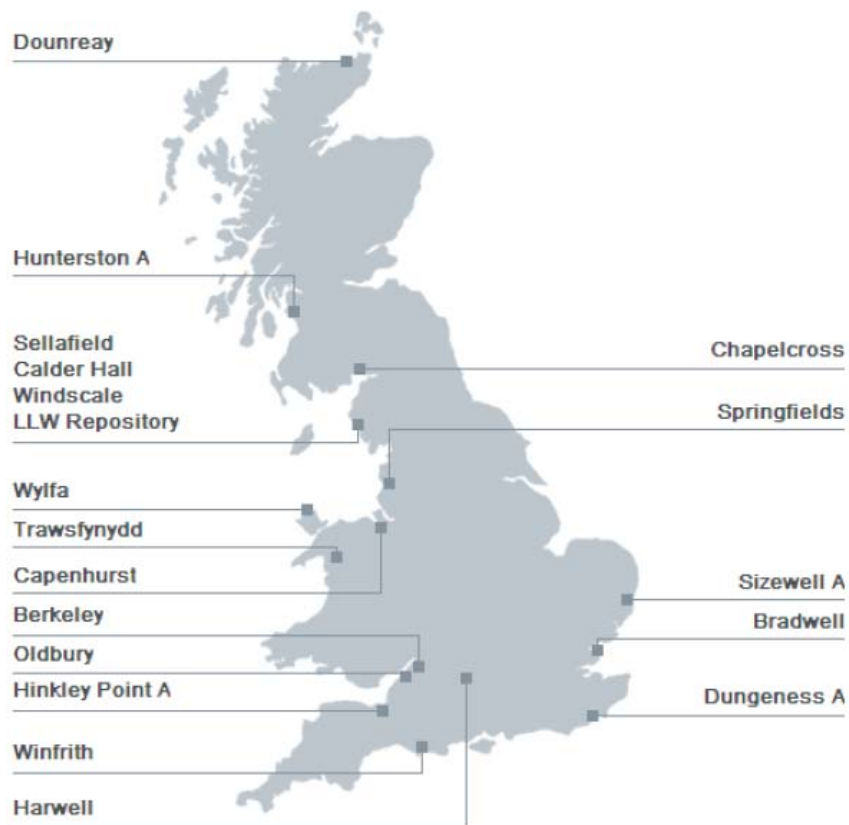 Dounreay
Hunterston A
Sellafield
Calder Hall
Windscale
LLW Repository
Wylfa
Trawsfynydd
Capenhurst
Berkeley
Oldbury
Hinkley Point A
Winfrith
Harwell
Chapelcross
Springfields
Sizewell A
Bradwell
Dungeness A